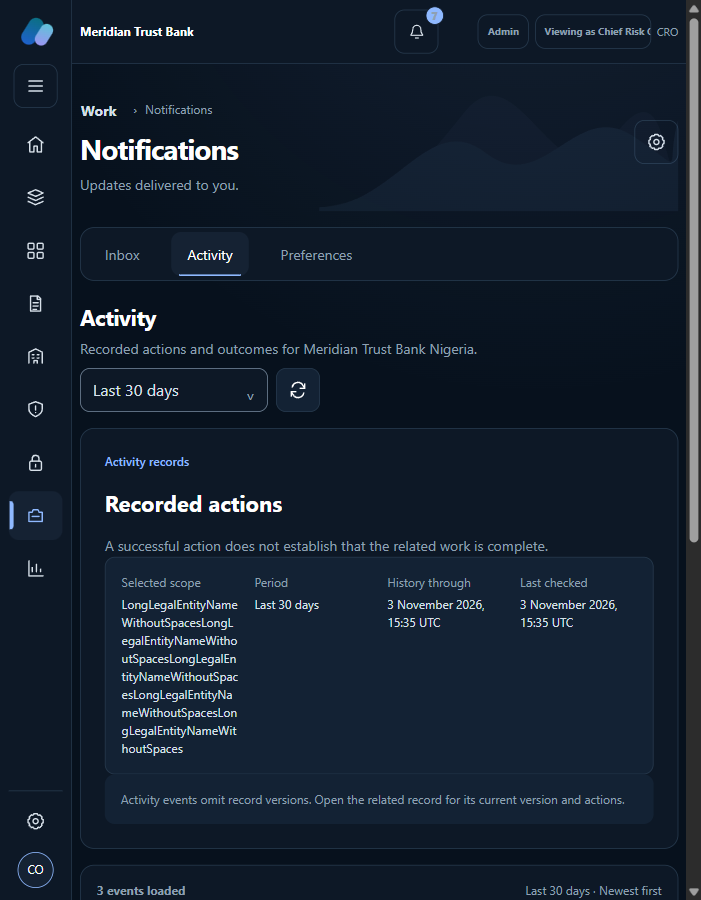 Meridian Trust Bank
Admin
Viewing as Chief Risk
CRO
Work › Notifications
Notifications
Updates delivered to you.
Inbox
Activity
Preferences
Activity
Recorded actions and outcomes for Meridian Trust Bank Nigeria.
Last 30 days
Activity records
Recorded actions
A successful action does not establish that the related work is complete.
Selected scope
LongLegalEntityName
WithoutSpacesLongL
egalEntityNameWitho
utSpacesLongLegalEn
tityNameWithoutSpac
esLongLegalEntityNa
meWithoutSpacesLon
gLegalEntityNameWit
houtSpaces
Period
Last 30 days
History through
3 November 2026,
15:35 UTC
Last checked
3 November 2026,
15:35 UTC
Activity events omit record versions. Open the related record for its current version and actions.
CO
3 events loaded
Last 30 days · Newest first